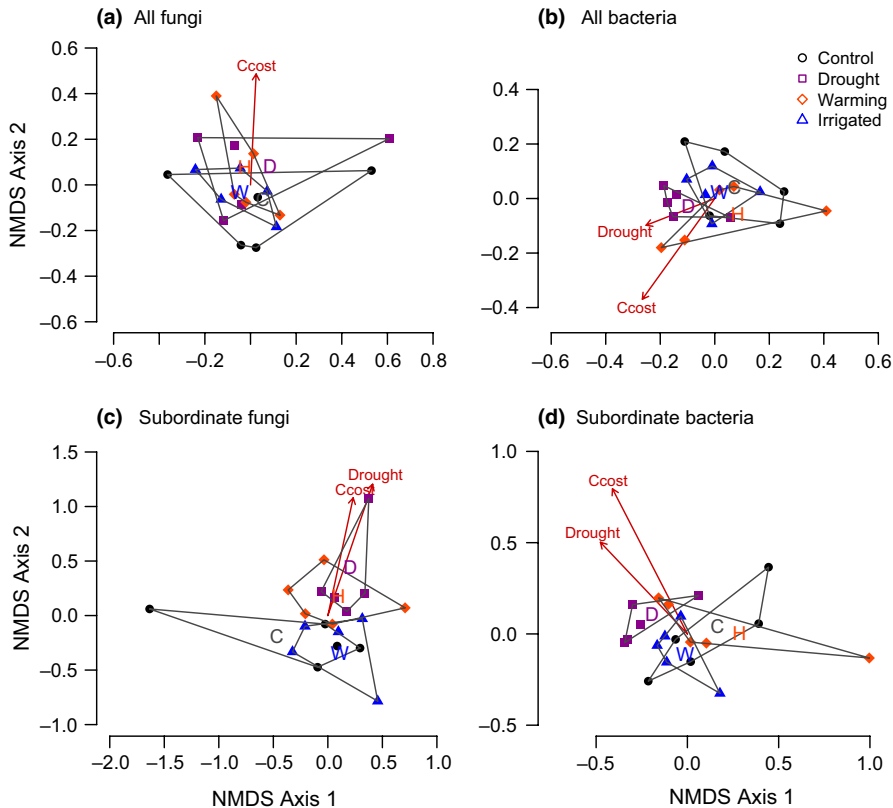 (a) All fungi
(b) All bacteria
Control
Drought
Warming
Irrigated
NMDS Axis 2
0.6
0.4
0.2
0.0
–0.2
–0.4
–0.6
Ccost
H
D
W
C
–0.6
–0.2
0.2
0.6
0.8
0.4
0.2
0.0
–0.2
–0.4
C
W
D
H
Drought
Ccost
–0.6
–0.4
–0.2
0.0
0.2
0.4
0.6
(c) Subordinate fungi
(d) Subordinate bacteria
NMDS Axis 2
1.5
1.0
0.5
0.0
–0.5
–1.0
Drought
Ccost
D
H
C
W
–2.0
–1.5
–1.0
–0.5
0.0
0.5
1.0
NMDS Axis 1
1.0
0.5
0.0
–0.5
Ccost
Drought
D
C
H
W
–0.5
0.0
0.5
1.0
NMDS Axis 1